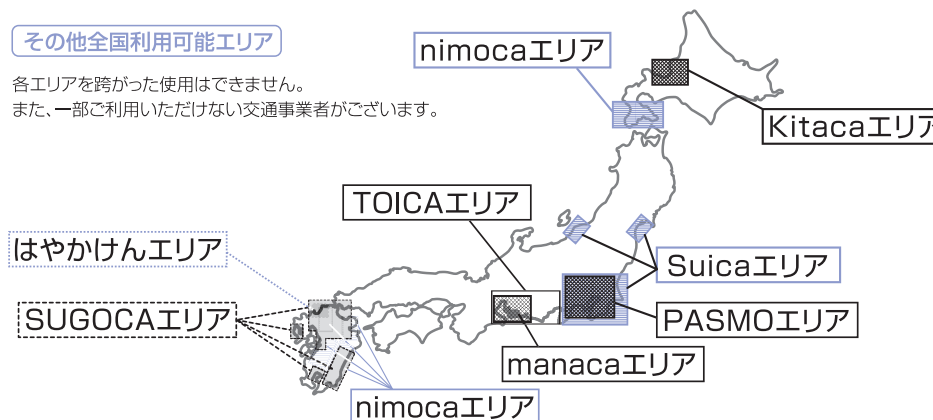 その他全国利用可能エリア
各エリアを跨がった使用はできません。
また、一部ご利用いただけない交通事業者がございます。
nimocaエリア
Kitacaエリア
TOICAエリア
はやかけんエリア
Suicaエリア
SUGOCAエリア
PASMOエリア
manacaエリア
nimocaエリア